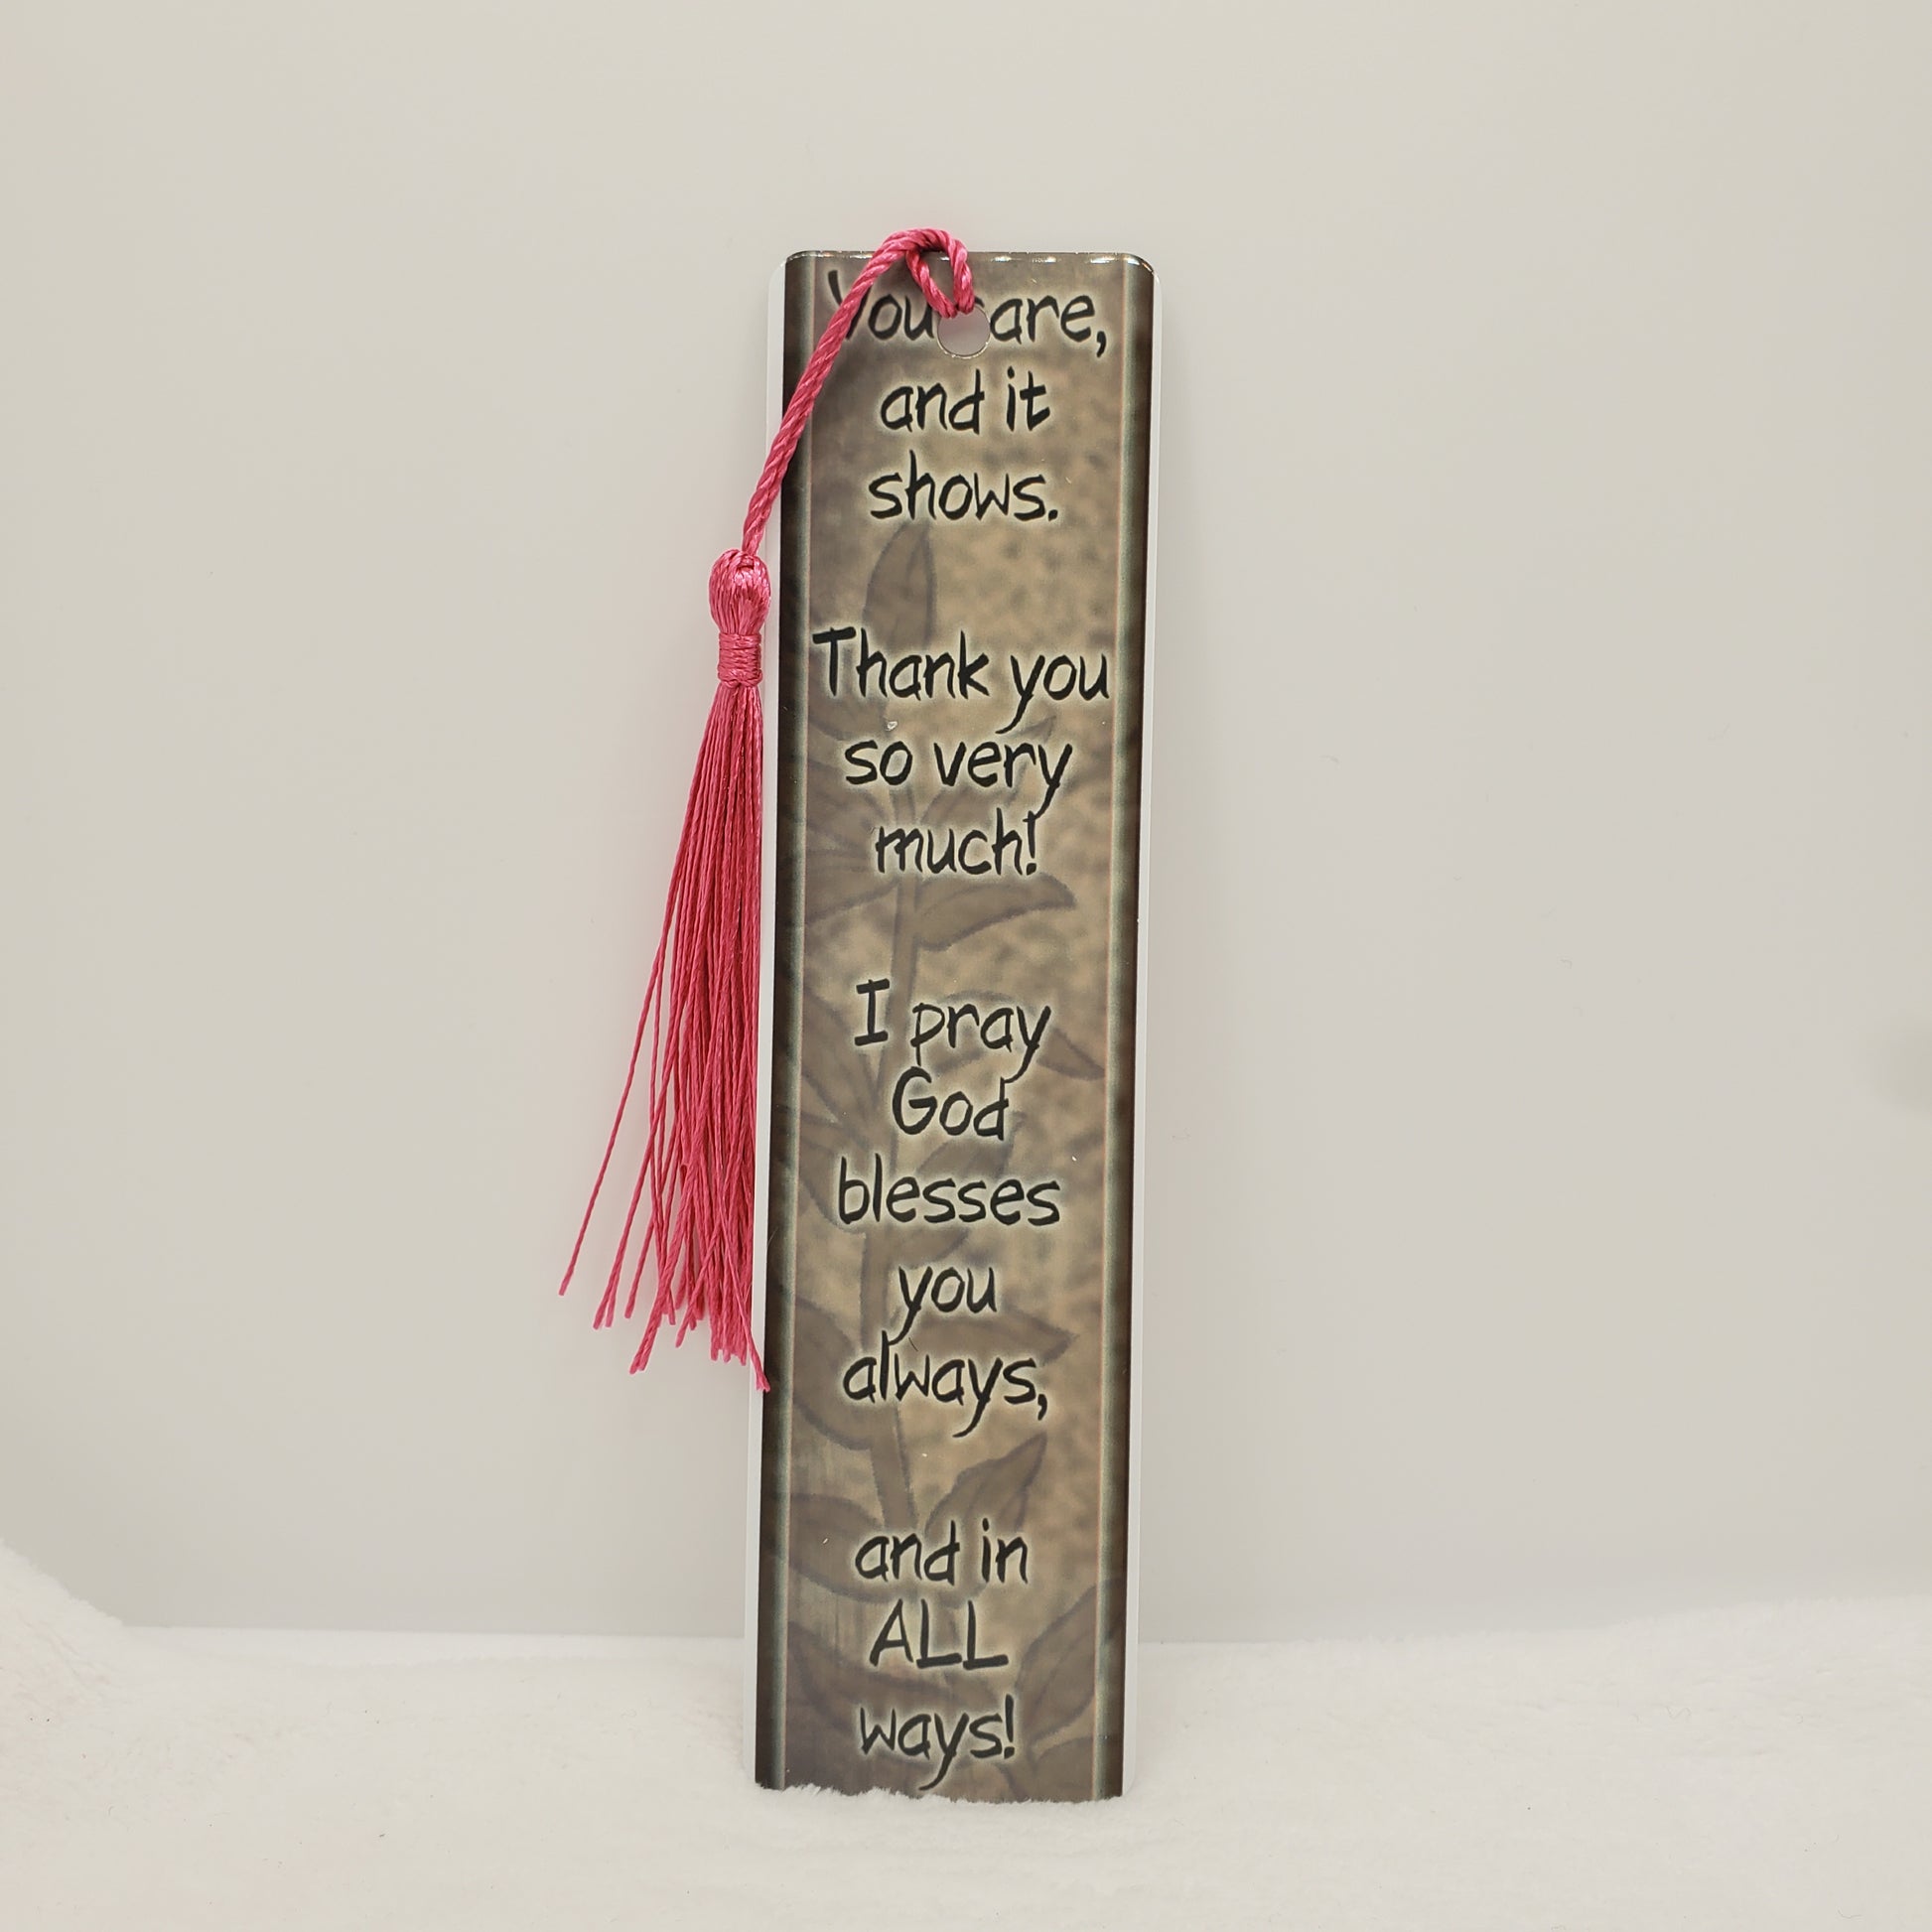 You care,
and it
shows.
Thank you
so very
much!
I pray
God
blesses
you
always,
and in
ALL
ways!